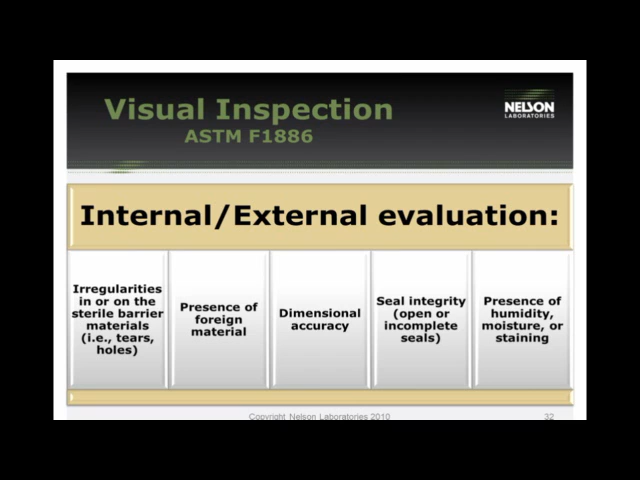 Visual Inspection
ASTM F1886
NELSON
LABORATORIES
Internal/External evaluation:
Irregularities
in or on the
sterile barrier
materials
(i.e., tears,
holes)
Presence of
foreign
material
Dimensional
accuracy
Seal integrity
(open or
incomplete
seals)
Presence of
humidity,
moisture, or
staining
Copyright Nelson Laboratories 2010
32